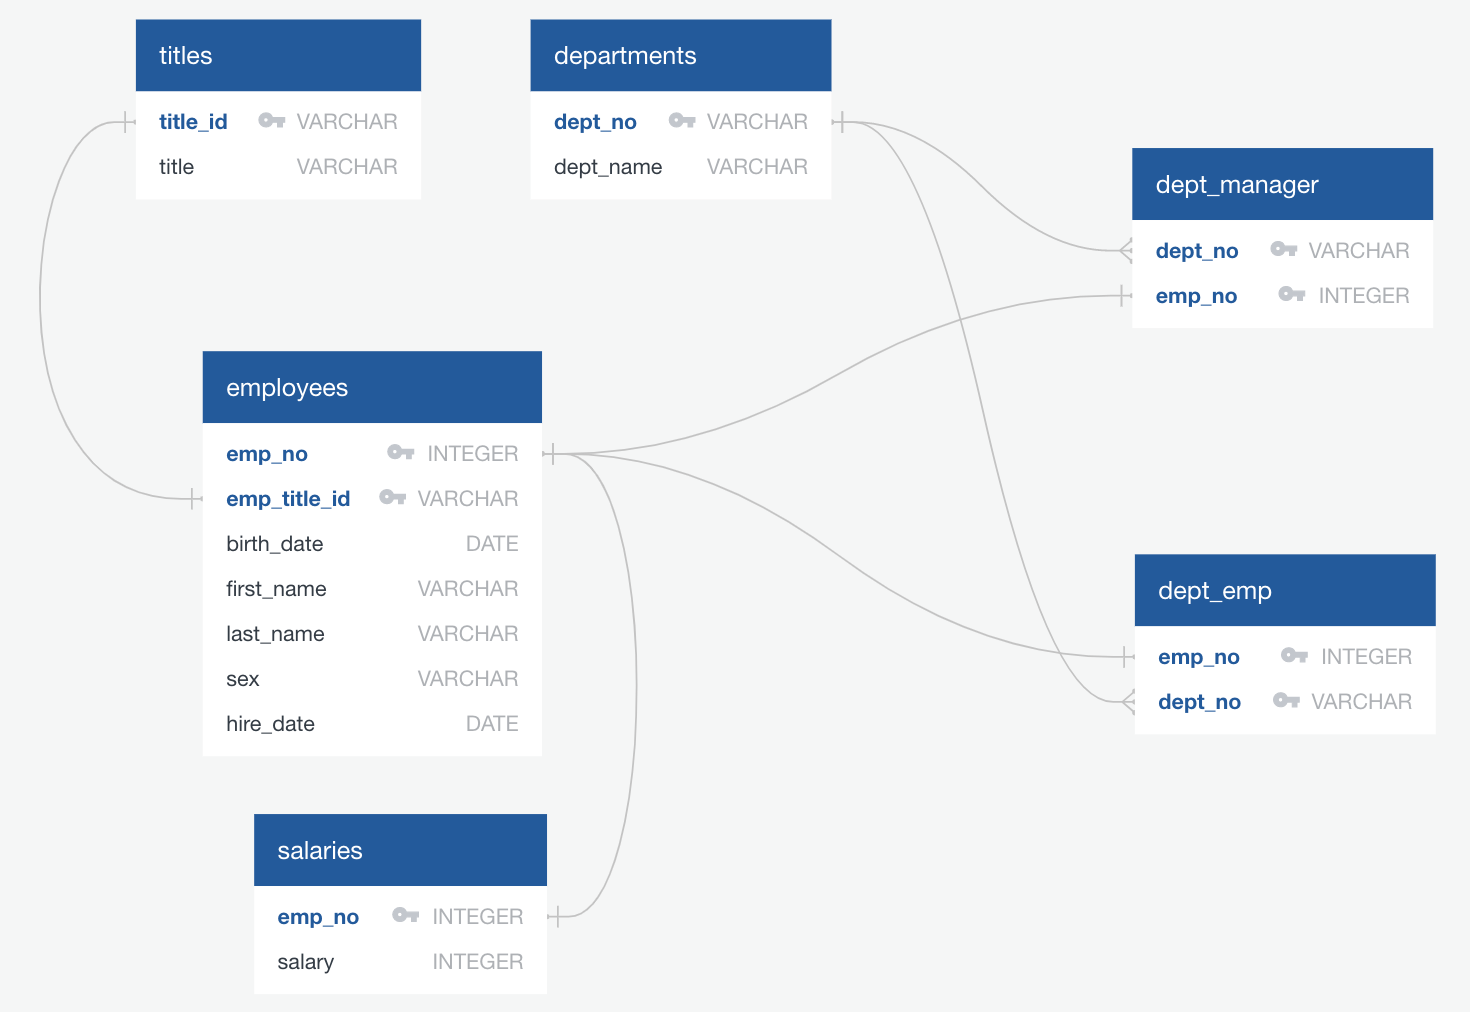 titles
title_id VARCHAR
title VARCHAR
departments
dept_no VARCHAR
dept_name VARCHAR
dept_manager
dept_no VARCHAR
emp_no INTEGER
employees
emp_no INTEGER
emp_title_id VARCHAR
birth_date DATE
first_name VARCHAR
last_name VARCHAR
sex VARCHAR
hire_date DATE
dept_emp
emp_no INTEGER
dept_no VARCHAR
salaries
emp_no INTEGER
salary INTEGER